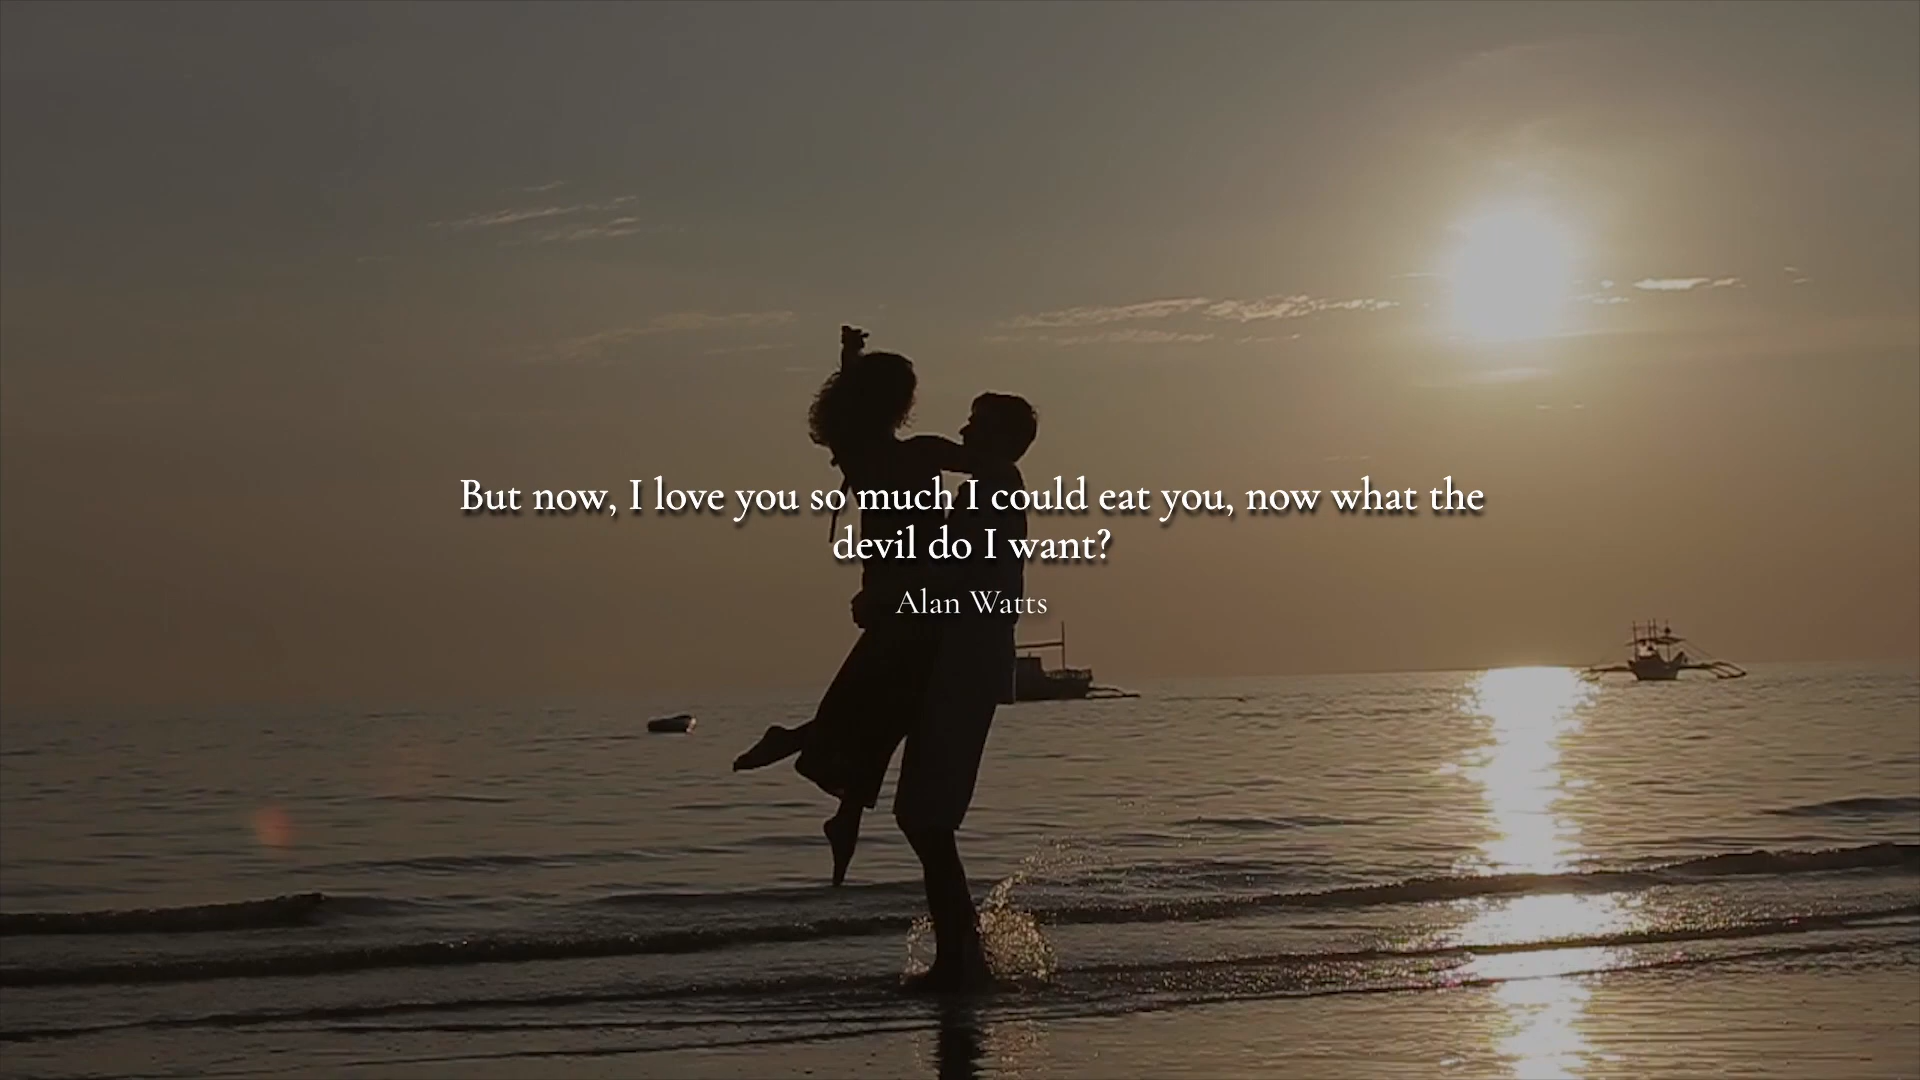 But now, I love you so much I could eat you, now what the
devil do I want?
Alan Watts